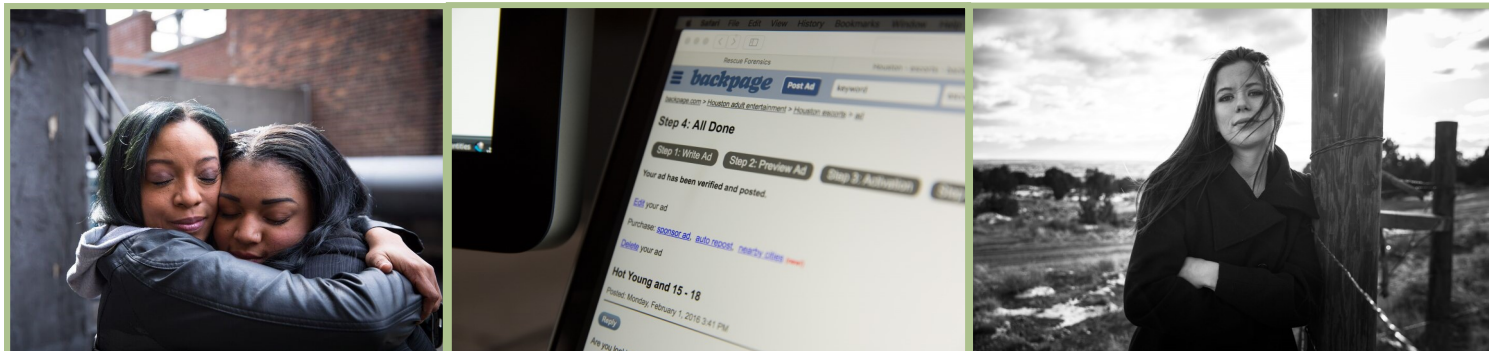 Safari File Edit View History Bookmarks Window Help
Rescue Forensics
backpage Post Ad keyword
backpage.com > Houston adult entertainment > Houston escorts > ad
Step 4: All Done
Step 1: Write Ad Step 2: Preview Ad Step 3: Activation
Your ad has been verified and posted.
Edit your ad
Purchase: sponsor ad, auto repost, nearby cities
Delete your ad
Hot Young and 15 - 18
Posted: Monday, February 1, 2016 3:41 PM
Reply
Are you